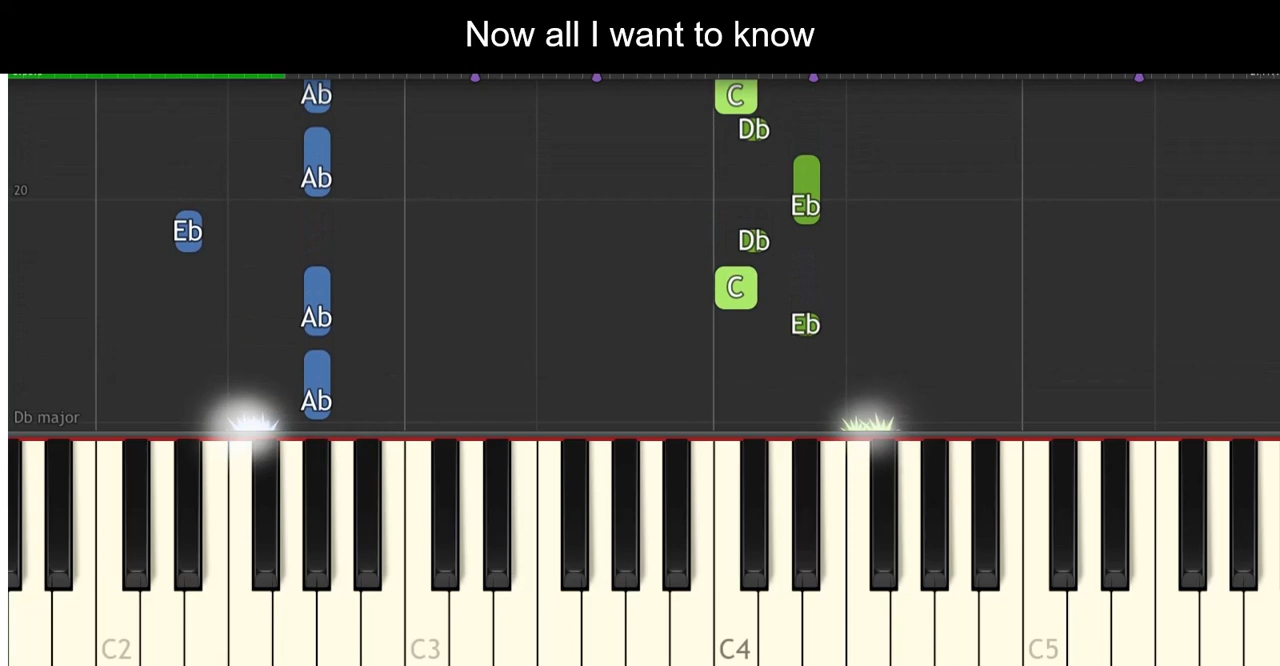 Now all I want to know
Ab C
Db
Ab
20
Eb
Eb Db
C
Ab Eb
Ab
Db major
C2 C3 C4 C5